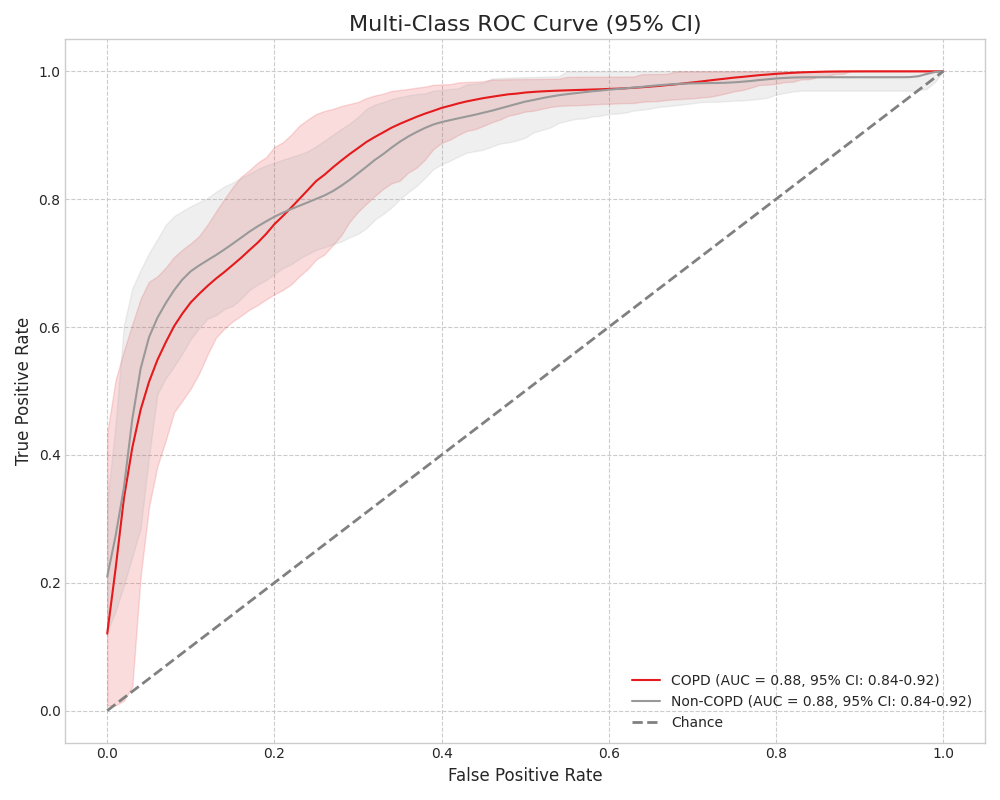 Multi-Class ROC Curve (95% CI)
True Positive Rate
1.0
0.8
0.6
0.4
0.2
0.0
COPD (AUC = 0.88, 95% CI: 0.84-0.92)
Non-COPD (AUC = 0.88, 95% CI: 0.84-0.92)
Chance
0.0 0.2 0.4 0.6 0.8 1.0
False Positive Rate